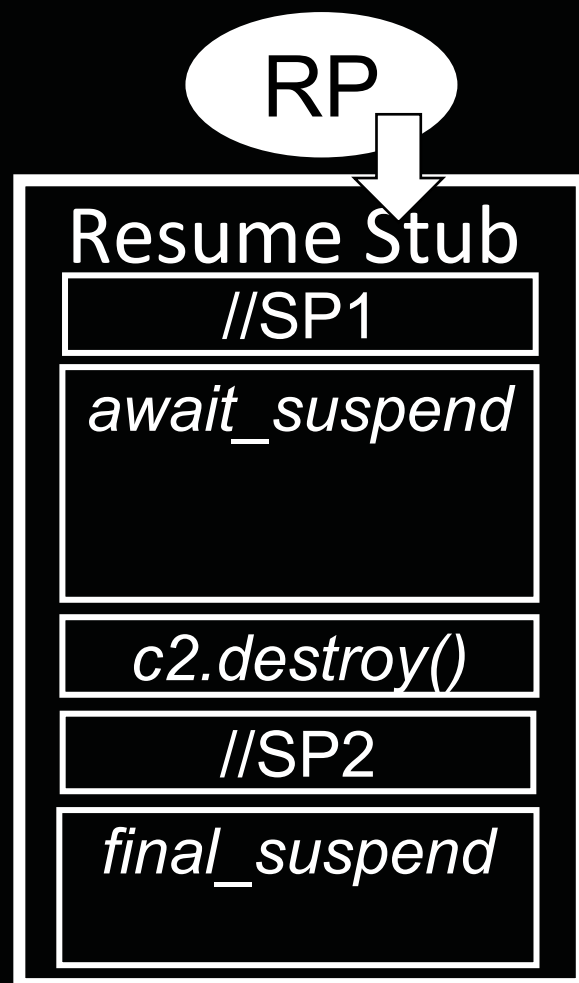 RP
Resume Stub
//SP1
await_suspend
c2.destroy()
//SP2
final_suspend